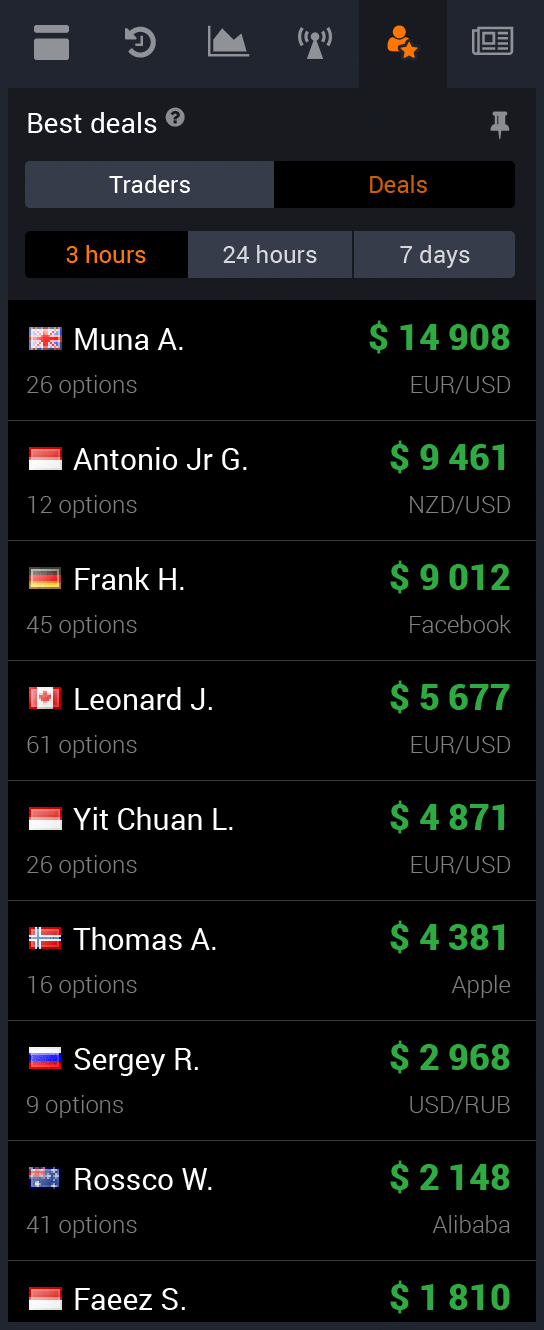 Best deals ?
Traders Deals
3 hours 24 hours 7 days
Muna A. $ 14 908
26 options EUR/USD
Antonio Jr G. $ 9 461
12 options NZD/USD
Frank H. $ 9 012
45 options Facebook
Leonard J. $ 5 677
61 options EUR/USD
Yit Chuan L. $ 4 871
26 options EUR/USD
Thomas A. $ 4 381
16 options Apple
Sergey R. $ 2 968
9 options USD/RUB
Rossco W. $ 2 148
41 options Alibaba
Faeez S. $ 1 810